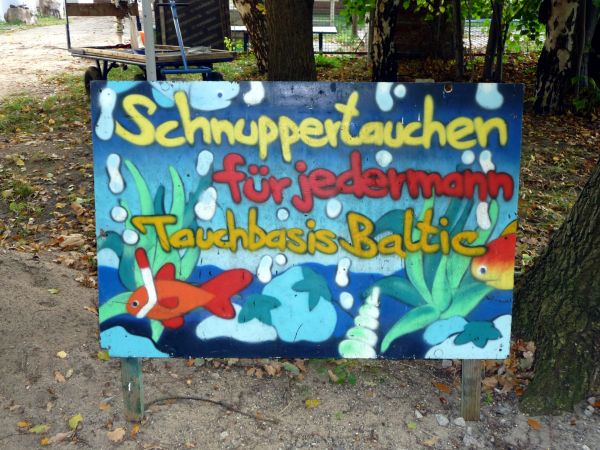 Schnuppertauchen
für jedermann
Tauchbasis Baltic